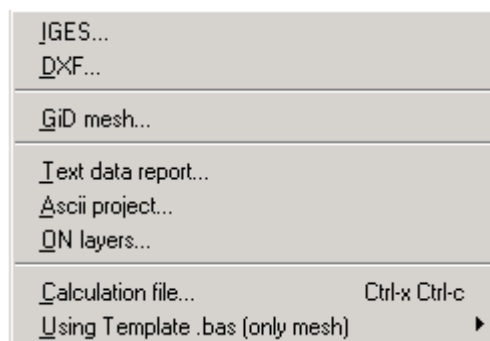 IGES...
DXF...
GiD mesh...
Text data report...
Ascii project...
ON layers...
Calculation file... Ctrl-x Ctrl-c
Using Template .bas (only mesh)